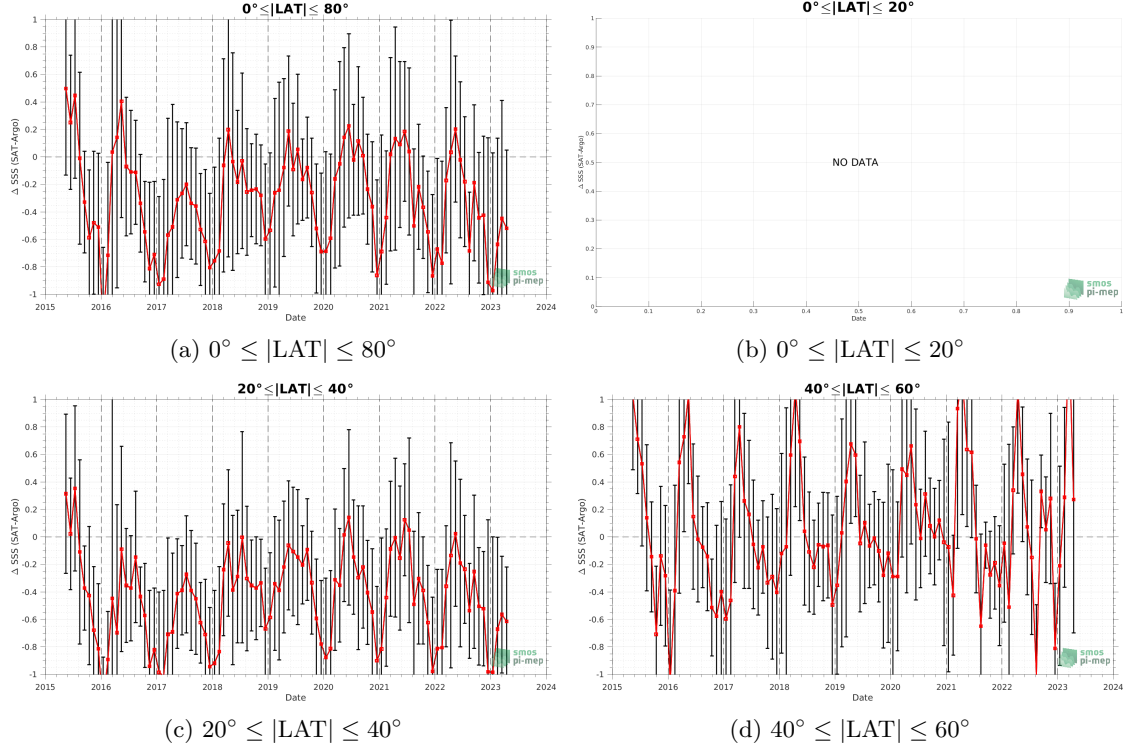 0°≤|LAT|≤ 80°
Δ SSS (SAT-Argo)
1
0.8
0.6
0.4
0.2
0
-0.2
-0.4
-0.6
-0.8
-1
2015 2016 2017 2018 2019 2020 2021 2022 2023 2024
Date
smos
pi-mep
(a) 0° ≤ |LAT| ≤ 80°
0°≤|LAT|≤ 20°
Δ SSS (SAT-Argo)
1
0.9
0.8
0.7
0.6
0.5
0.4
0.3
0.2
0.1
0
NO DATA
0 0.1 0.2 0.3 0.4 0.5 0.6 0.7 0.8 0.9 1
Date
smos
pi-mep
(b) 0° ≤ |LAT| ≤ 20°
20°≤|LAT|≤ 40°
Δ SSS (SAT-Argo)
1
0.8
0.6
0.4
0.2
0
-0.2
-0.4
-0.6
-0.8
-1
2015 2016 2017 2018 2019 2020 2021 2022 2023 2024
Date
smos
pi-mep
(c) 20° ≤ |LAT| ≤ 40°
40°≤|LAT|≤ 60°
Δ SSS (SAT-Argo)
1
0.8
0.6
0.4
0.2
0
-0.2
-0.4
-0.6
-0.8
-1
2015 2016 2017 2018 2019 2020 2021 2022 2023 2024
Date
smos
pi-mep
(d) 40° ≤ |LAT| ≤ 60°